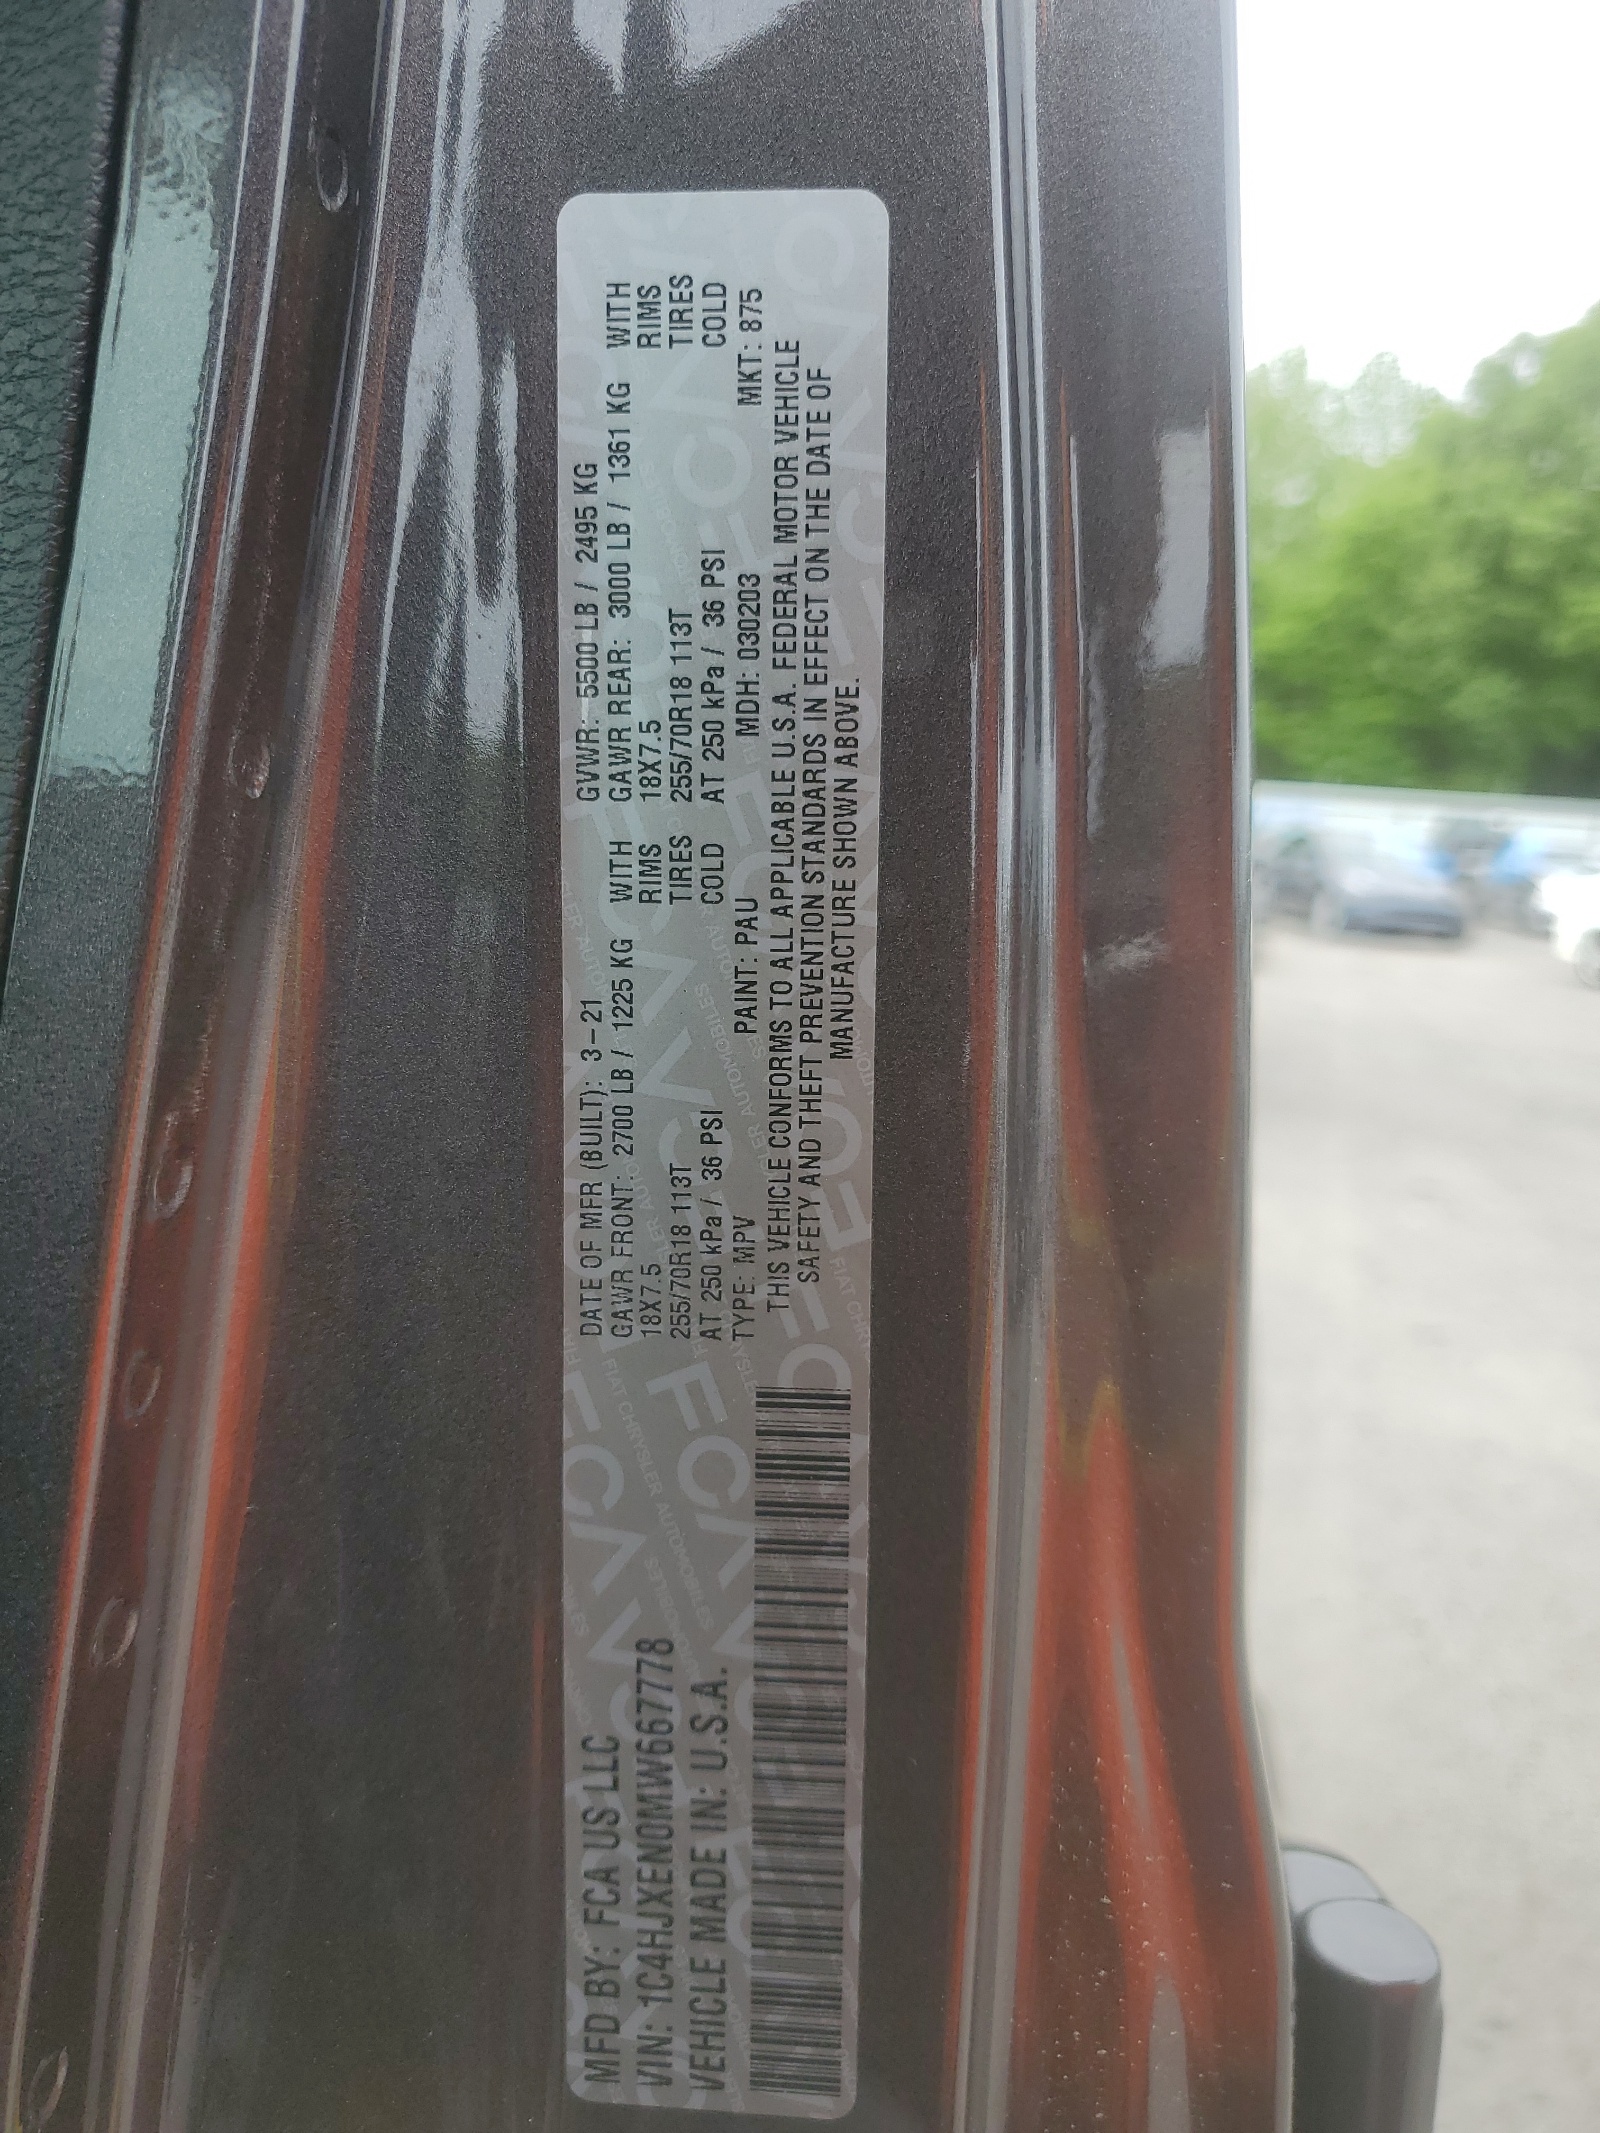 MFD BY: FCA US LLC
VIN: 1C4HJXEN0MW667778
VEHICLE MADE IN: U.S.A.
DATE OF MFR (BUILT): 3-21 GVWR: 5500 LB / 2495 KG
GAWR FRONT: 2700 LB / 1225 KG WITH GAWR REAR: 3000 LB / 1361 KG WITH
18X7.5 RIMS 18X7.5 RIMS
255/70R18 113T TIRES 255/70R18 113T TIRES
AT 250 kPa / 36 PSI COLD AT 250 kPa / 36 PSI COLD
TYPE: MPV PAINT: PAU MDH: 030203 MKT: 875
THIS VEHICLE CONFORMS TO ALL APPLICABLE U.S.A. FEDERAL MOTOR VEHICLE
SAFETY AND THEFT PREVENTION STANDARDS IN EFFECT ON THE DATE OF
MANUFACTURE SHOWN ABOVE.
FCA
FIAT CHRYSLER AUTOMOBILES